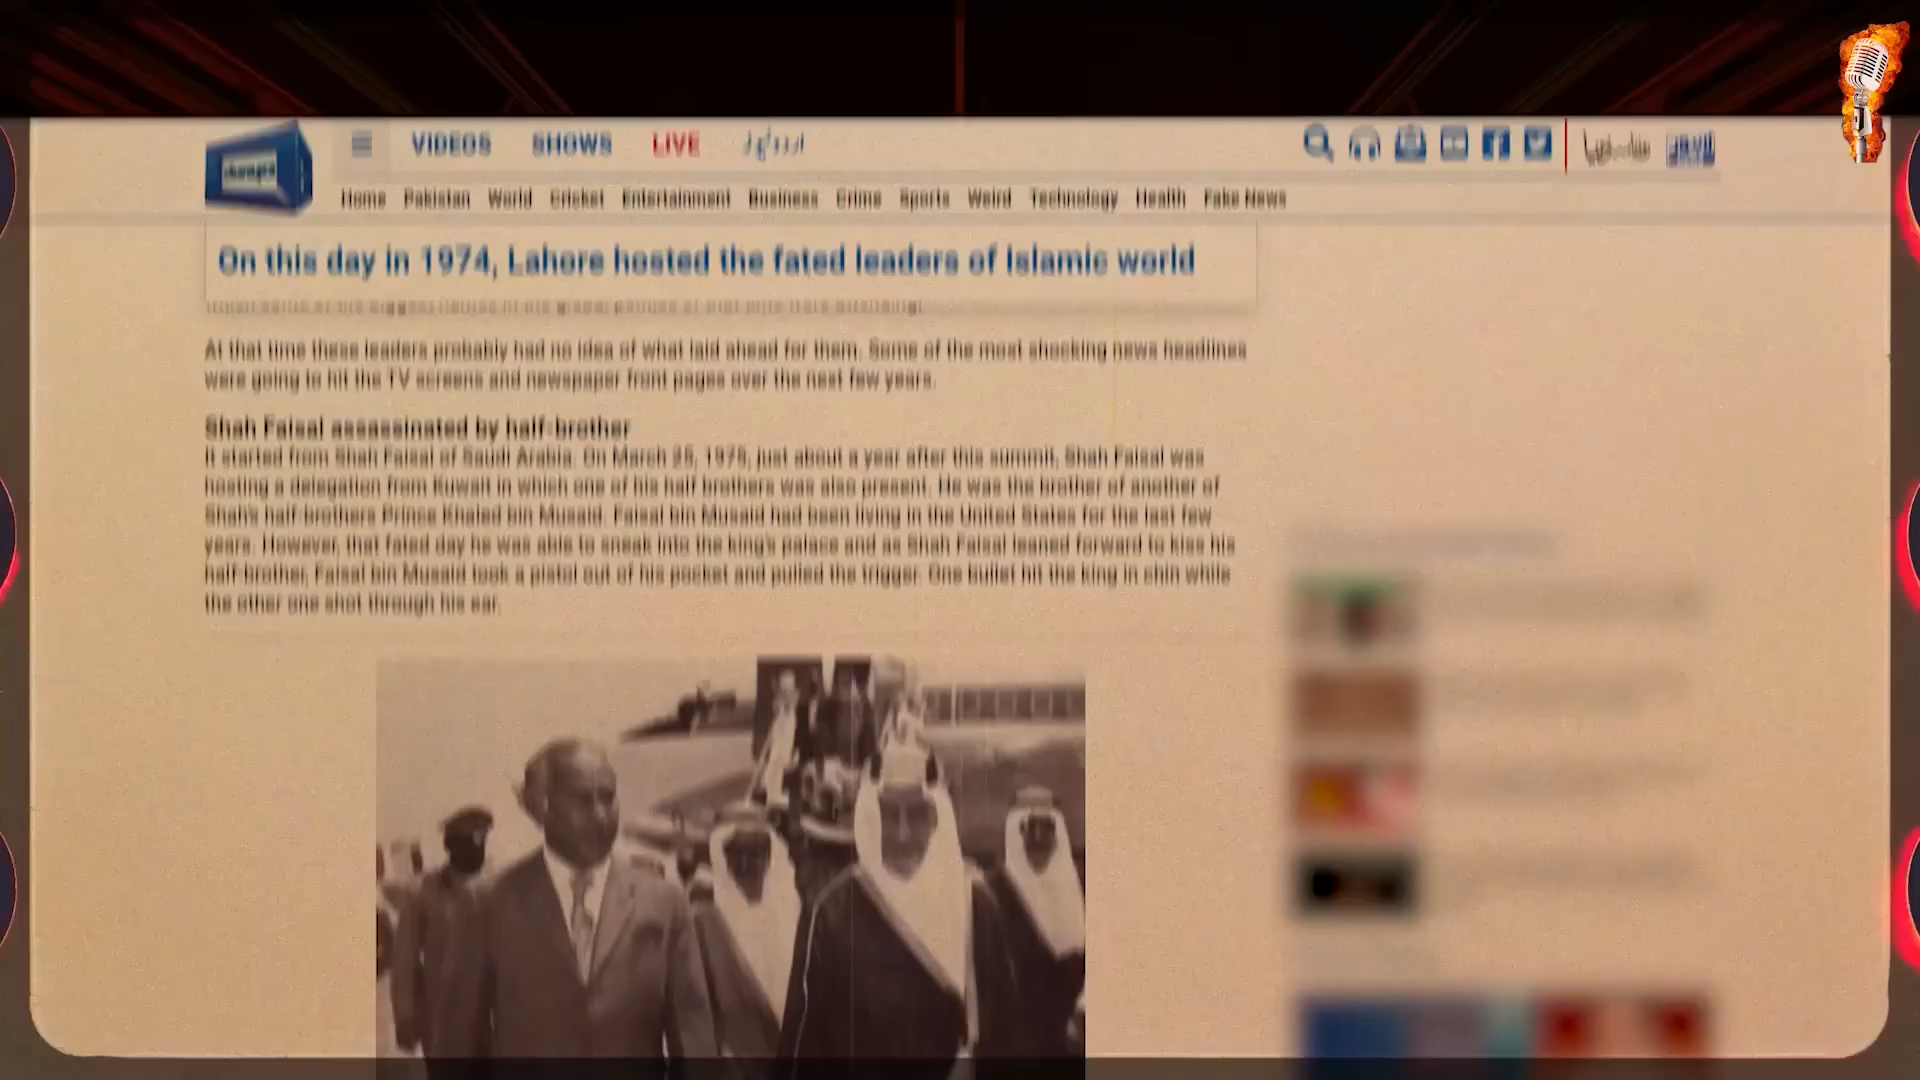 VIDEOS SHOWS LIVE
Home Pakistan World Cricket Entertainment Business Crime Sports Weird Technology Health Fake News
On this day in 1974, Lahore hosted the fated leaders of Islamic world
At that time these leaders probably had no idea of what laid ahead for them. Some of the most shocking news headlines
were going to hit the TV screens and newspaper front pages over the next few years.
Shah Faisal assassinated by half-brother
It started from Shah Faisal of Saudi Arabia. On March 25, 1975, just about a year after this summit, Shah Faisal was
hosting a delegation from Kuwait in which one of his half brothers was also present. He was the brother of another of
Shah's half-brothers Prince Khaled bin Musaid. Faisal bin Musaid had been living in the United States for the last few
years. However, that fated day he was able to sneak into the king's palace and as Shah Faisal leaned forward to kiss his
half-brother, Faisal bin Musaid took a pistol out of his pocket and pulled the trigger. One bullet hit the king in chin while
the other one shot through his ear.